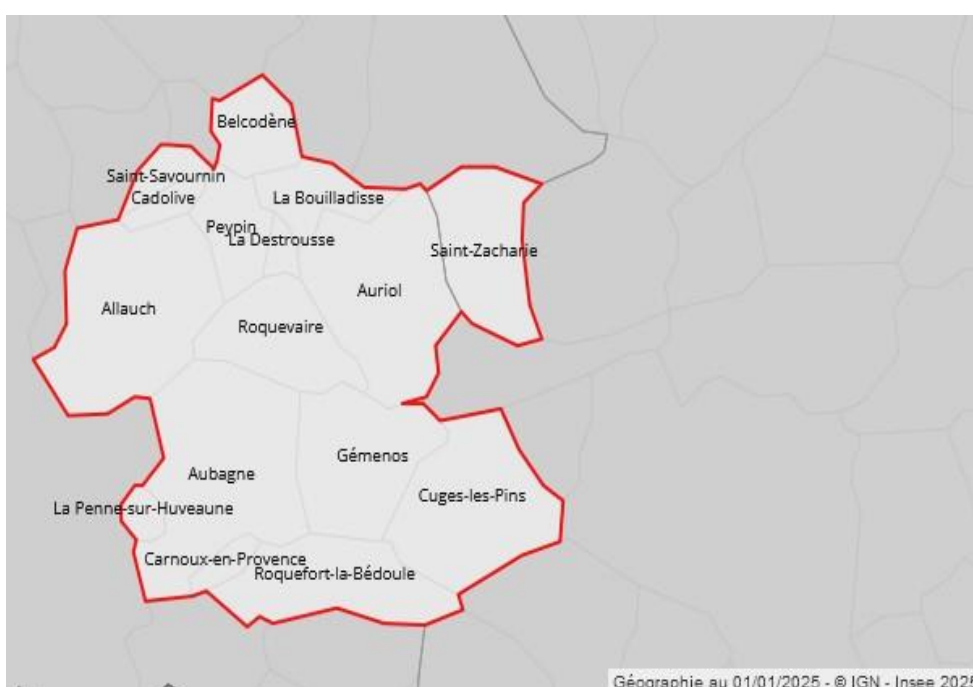 Belcodène
Saint-Savournin
Cadolive
La Bouilladisse
Peypin
La Destrousse
Saint-Zacharie
Auriol
Allauch
Roquevaire
Gémenos
Aubagne
Cuges-les-Pins
La Penne-sur-Huveaune
Carnoux-en-Provence
Roquefort-la-Bédoule
Géographie au 01/01/2025 - © IGN - Insee 2025